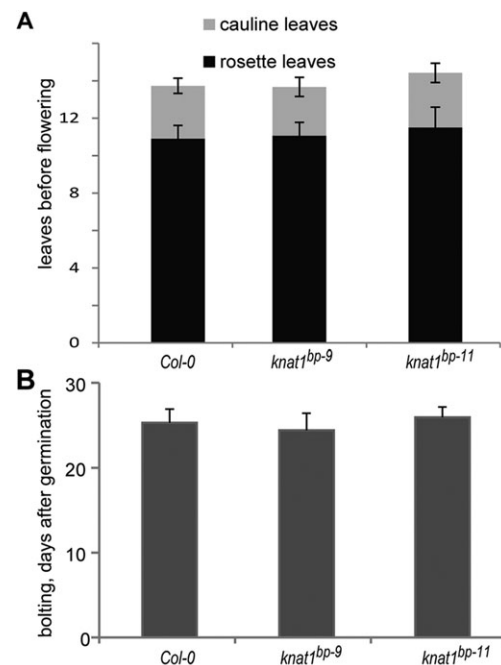 A
cauline leaves
rosette leaves
leaves before flowering
12
8
4
0
Col-0 knat1bp-9 knat1bp-11
B
bolting, days after germination
30
20
10
0
Col-0 knat1bp-9 knat1bp-11